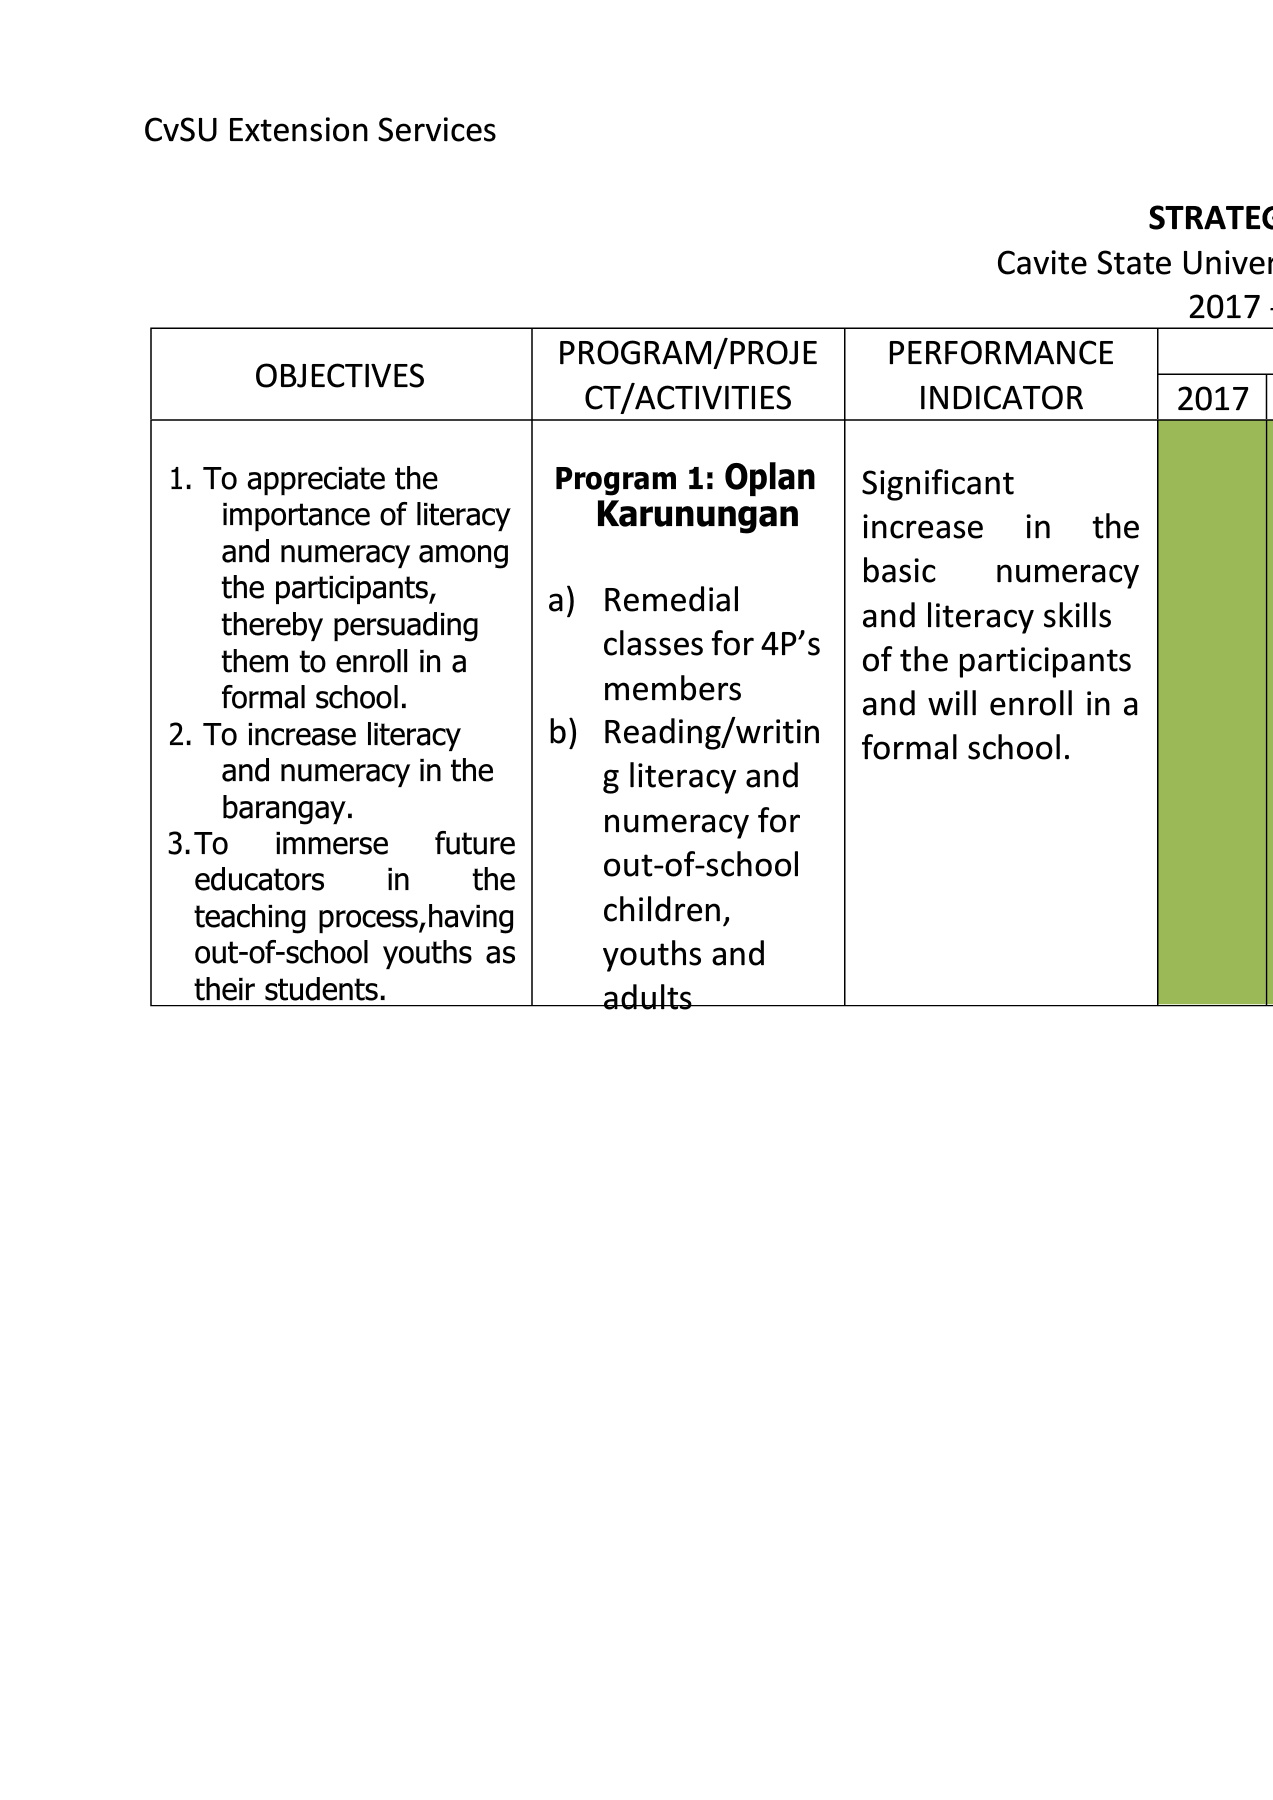 CvSU Extension Services
STRATEG
Cavite State Univer
2017 -
OBJECTIVES
PROGRAM/PROJE
CT/ACTIVITIES
PERFORMANCE
INDICATOR
2017
1. To appreciate the
importance of literacy
and numeracy among
the participants,
thereby persuading
them to enroll in a
formal school.
2. To increase literacy
and numeracy in the
barangay.
3.To immerse future
educators in the
teaching process,having
out-of-school youths as
their students.
Program 1: Oplan
Karunungan
a) Remedial
classes for 4P’s
members
b) Reading/writin
g literacy and
numeracy for
out-of-school
children,
youths and
adults
Significant
increase in the
basic numeracy
and literacy skills
of the participants
and will enroll in a
formal school.